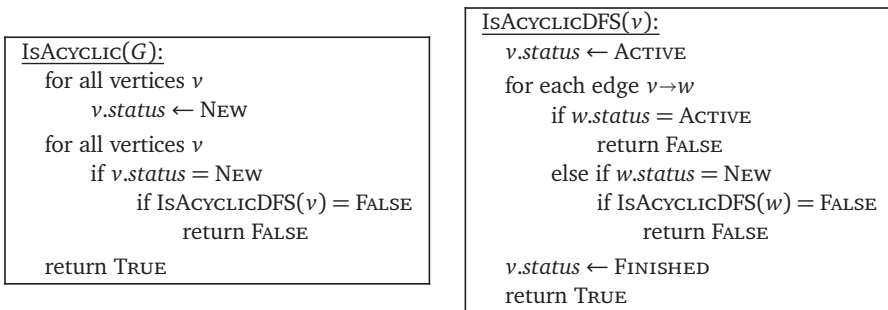 IsAcyclic(G):
for all vertices v
v.status ← New
for all vertices v
if v.status = New
if IsAcyclicDFS(v) = False
return False
return True
IsAcyclicDFS(v):
v.status ← Active
for each edge v→w
if w.status = Active
return False
else if w.status = New
if IsAcyclicDFS(w) = False
return False
v.status ← Finished
return True